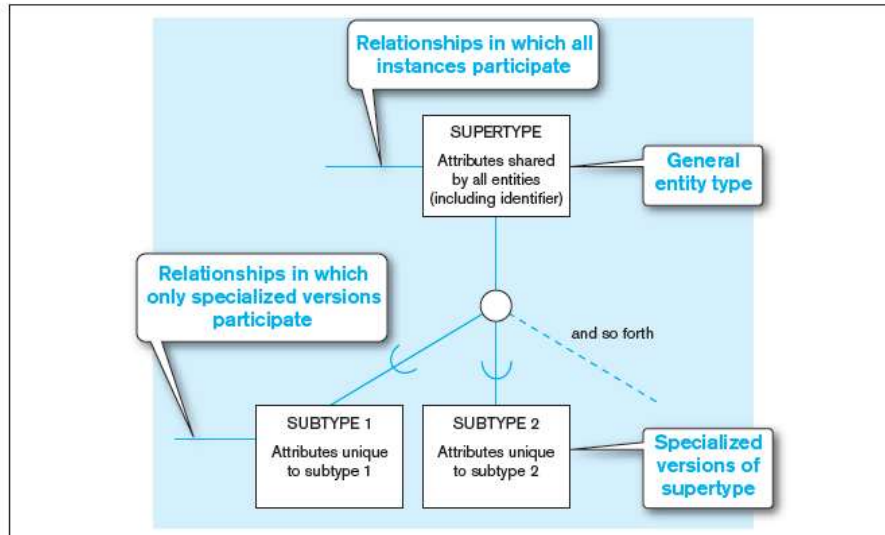 Relationships in which all
instances participate
SUPERTYPE
Attributes shared
by all entities
(including identifier)
General
entity type
Relationships in which
only specialized versions
participate
and so forth
SUBTYPE 1
Attributes unique
to subtype 1
SUBTYPE 2
Attributes unique
to subtype 2
Specialized
versions of
supertype